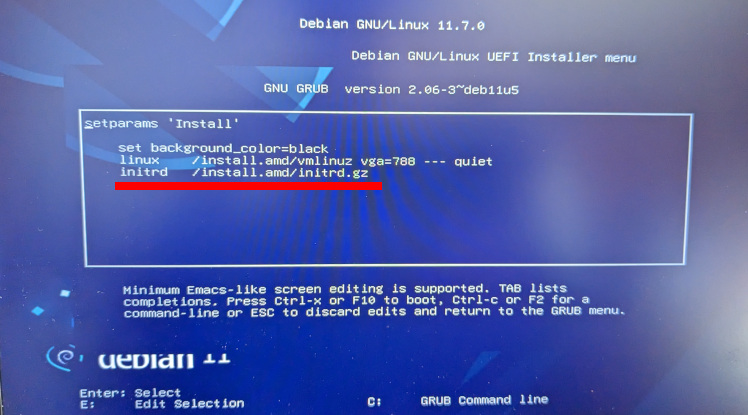 Debian GNU/Linux 11.7.0
Debian GNU/Linux UEFI Installer menu
GNU GRUB version 2.06-3~deb11u5
setparams 'Install'
set background_color=black
linux /install.amd/vmlinuz vga=788 --- quiet
initrd /install.amd/initrd.gz
Minimum Emacs-like screen editing is supported. TAB lists
completions. Press Ctrl-x or F10 to boot, Ctrl-c or F2 for a
command-line or ESC to discard edits and return to the GRUB menu.
debian 11
Enter: Select
E: Edit Selection C: GRUB Command line